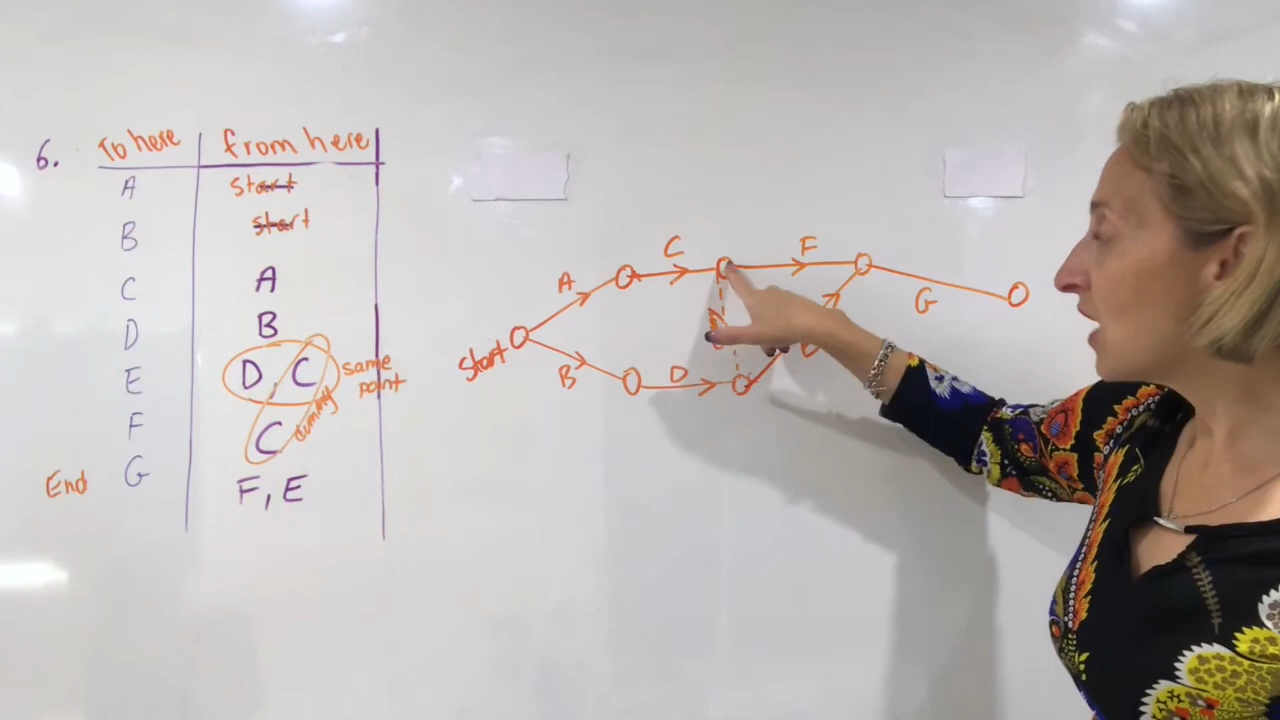 6. To here from here
A start
B start
C A
D B
E D, C same point
F C dummy
End G F, E
Start
A
C
F
G
B
D